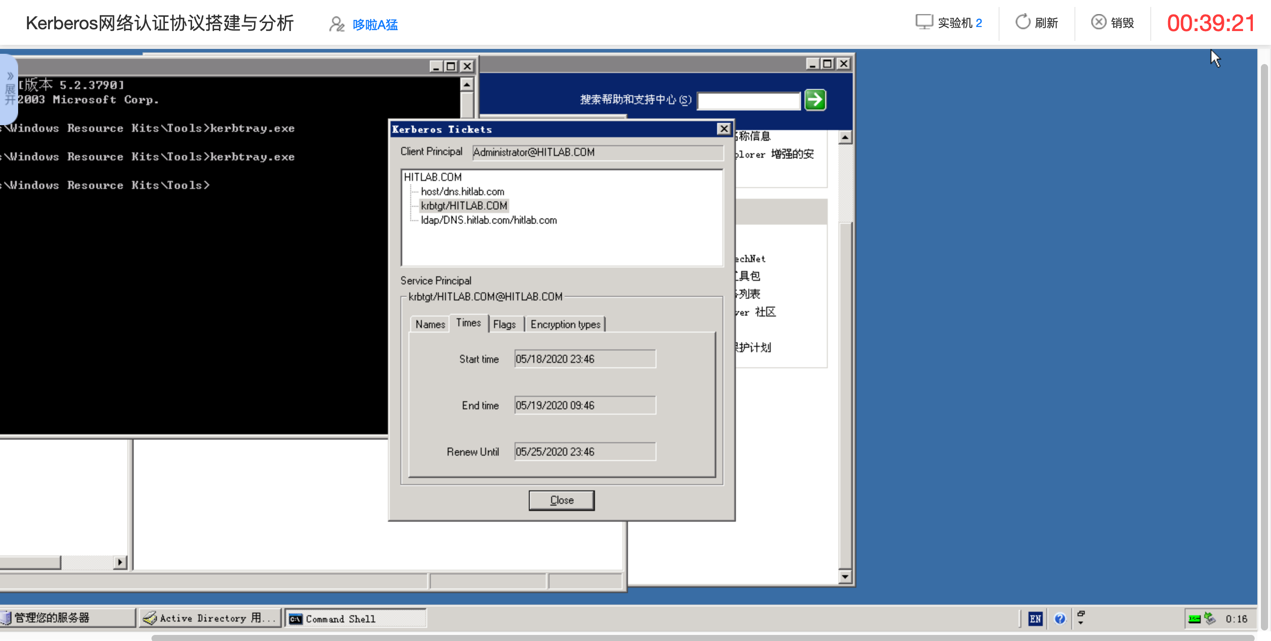 Kerberos网络认证协议搭建与分析
哆啦A猛
实验机 2
刷新
销毁
00:39:21
»
展
开
[版本 5.2.3790]
2003 Microsoft Corp.
\Windows Resource Kits\Tools>kerbtray.exe
\Windows Resource Kits\Tools>kerbtray.exe
\Windows Resource Kits\Tools>
搜索帮助和支持中心(S)
Kerberos Tickets
Client Principal
Administrator@HITLAB.COM
HITLAB.COM
host/dns.hitlab.com
krbtgt/HITLAB.COM
ldap/DNS.hitlab.com/hitlab.com
Service Principal
krbtgt/HITLAB.COM@HITLAB.COM
Names
Times
Flags
Encryption types
Start time
05/18/2020 23:46
End time
05/19/2020 09:46
Renew Until
05/25/2020 23:46
Close
称信息
plorer 增强的安
echNet
具包
列表
ver 社区
护计划
管理您的服务器
Active Directory 用...
Command Shell
EN
0:16